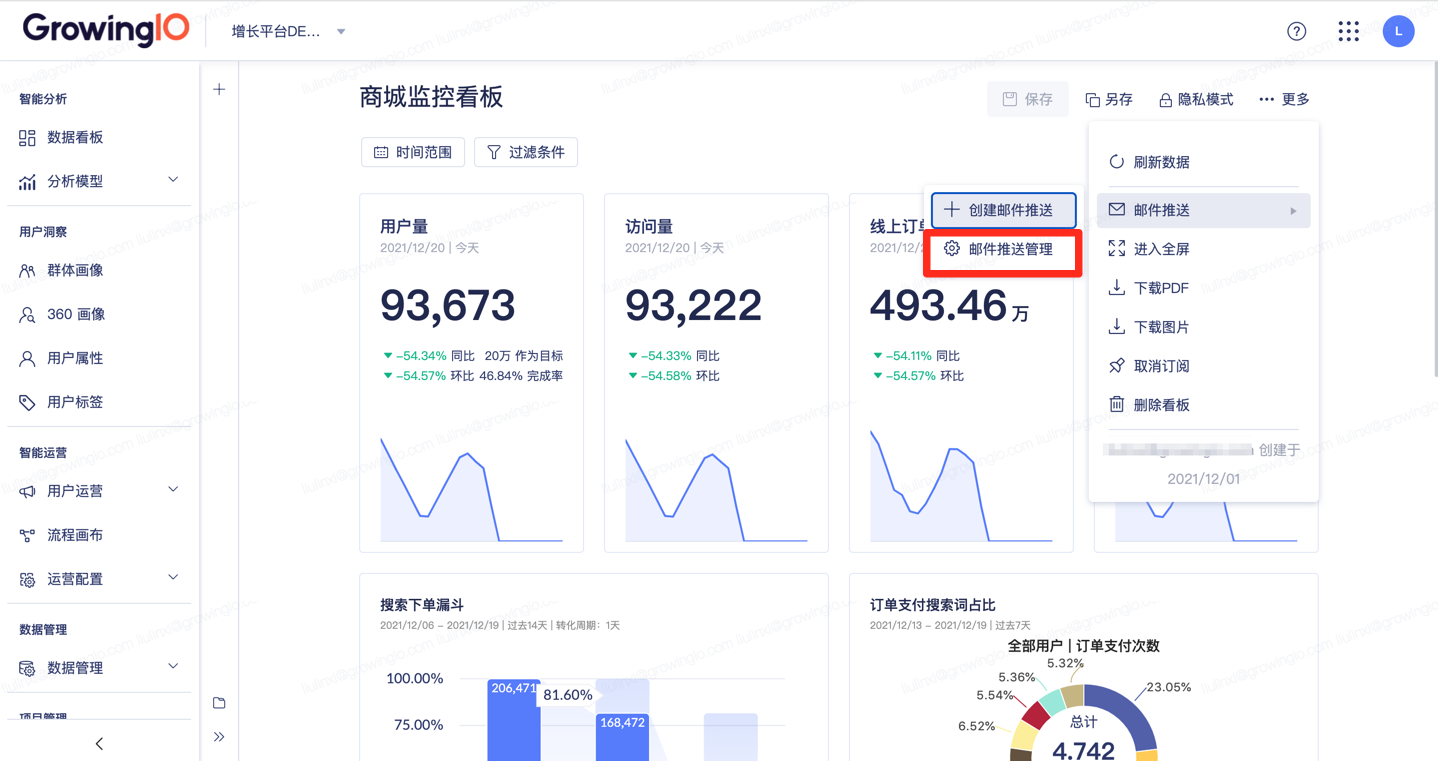 GrowingIO
增长平台DE...
L
智能分析
数据看板
分析模型
用户洞察
群体画像
360 画像
用户属性
用户标签
智能运营
用户运营
流程画布
运营配置
数据管理
数据管理
商城监控看板
保存
另存
隐私模式
更多
时间范围
过滤条件
刷新数据
邮件推送
进入全屏
下载PDF
下载图片
取消订阅
删除看板
创建于
2021/12/01
创建邮件推送
邮件推送管理
用户量
2021/12/20 | 今天
93,673
-54.34% 同比 20万 作为目标
-54.57% 环比 46.84% 完成率
访问量
2021/12/20 | 今天
93,222
-54.33% 同比
-54.58% 环比
线上订
2021/12/2
493.46 万
-54.11% 同比
-54.57% 环比
搜索下单漏斗
2021/12/06 - 2021/12/19 | 过去14天 | 转化周期：1天
100.00%
75.00%
206,471
81.60%
168,472
订单支付搜索词占比
2021/12/13 - 2021/12/19 | 过去7天
全部用户 | 订单支付次数
5.32%
5.36%
5.54%
6.52%
23.05%
总计
4,742
liulinxi@growingio.com